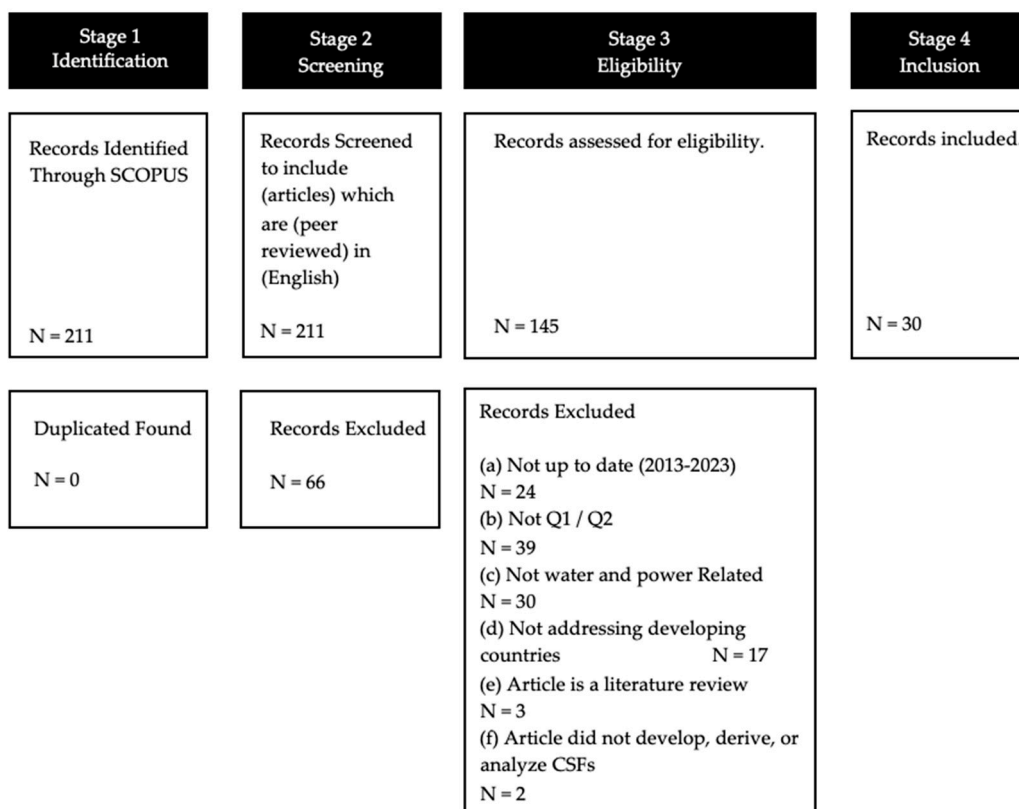 Stage 1
Identification
Stage 2
Screening
Stage 3
Eligibility
Stage 4
Inclusion
Records Identified
Through SCOPUS
N = 211
Records Screened
to include
(articles) which
are (peer
reviewed) in
(English)
N = 211
Records assessed for eligibility.
N = 145
Records included.
N = 30
Duplicated Found
N = 0
Records Excluded
N = 66
Records Excluded
(a) Not up to date (2013-2023)
N = 24
(b) Not Q1 / Q2
N = 39
(c) Not water and power Related
N = 30
(d) Not addressing developing
countries N = 17
(e) Article is a literature review
N = 3
(f) Article did not develop, derive, or
analyze CSFs
N = 2